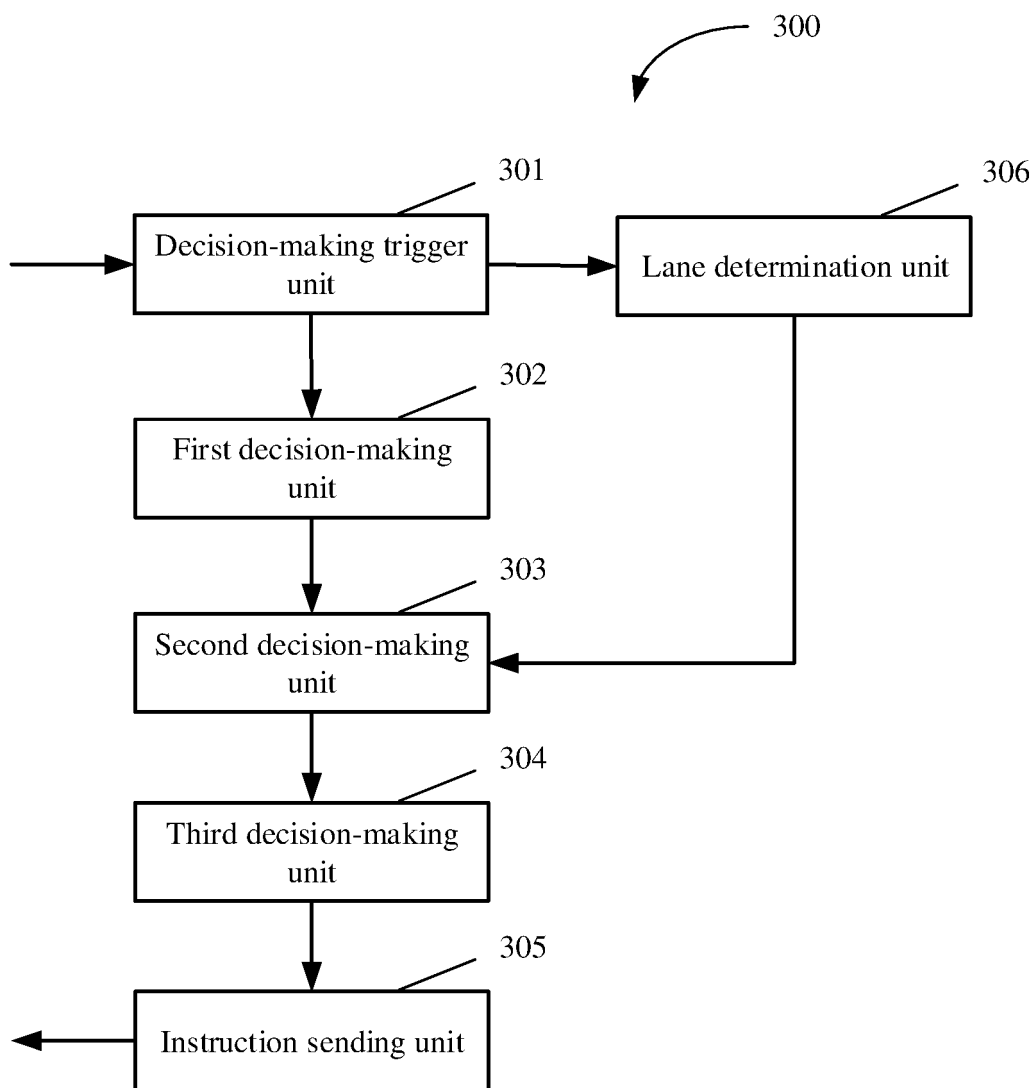 300
301
306
Decision-making trigger
unit
Lane determination unit
302
First decision-making
unit
303
Second decision-making
unit
304
Third decision-making
unit
305
Instruction sending unit